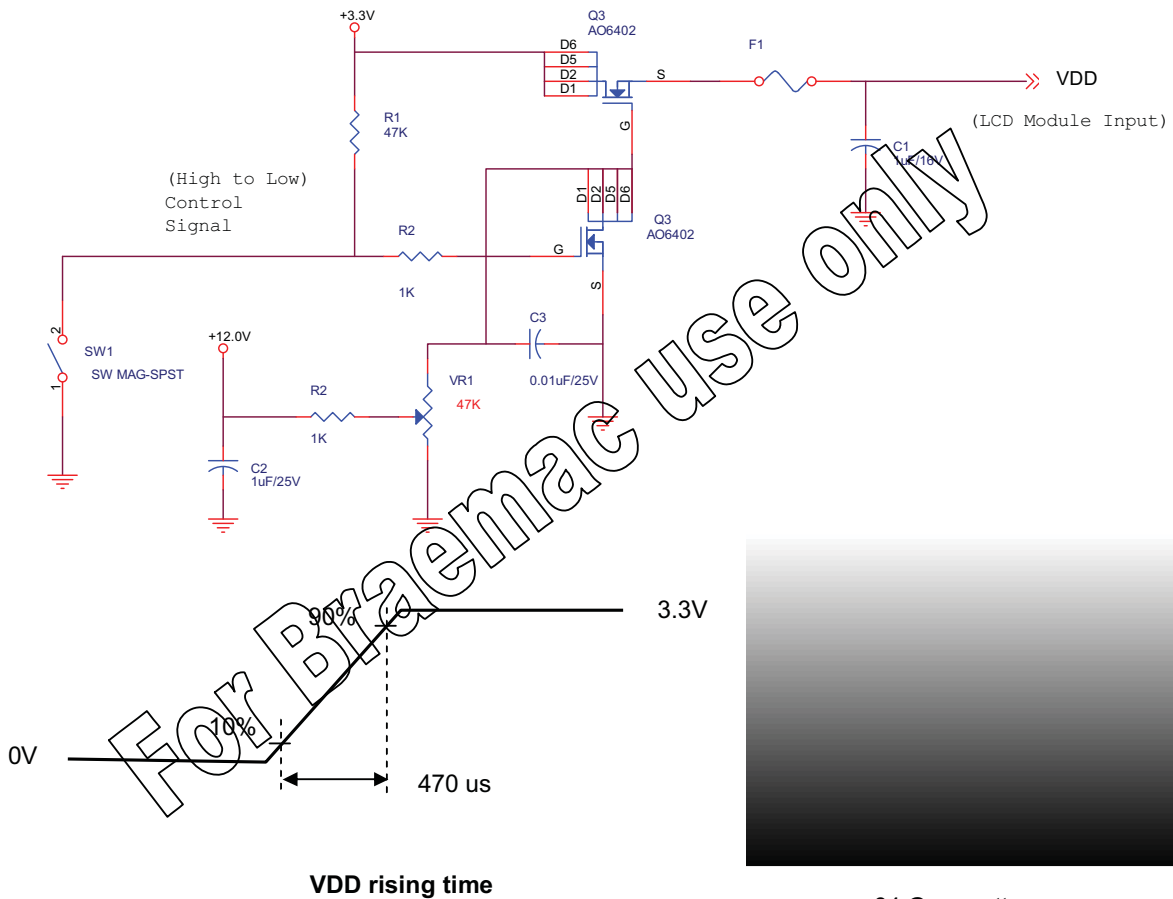 +3.3V
Q3
AO6402
F1
D6
D5
D2
D1
S
VDD
(LCD Module Input)
R1
47K
G
C1
1uF/16V
(High to Low)
Control
Signal
D1
D2
D5
D6
Q3
AO6402
R2
1K
G
S
2
SW1
SW MAG-SPST
1
+12.0V
C3
0.01uF/25V
VR1
47K
R2
1K
C2
1uF/25V
For Braemac use only
90%
3.3V
10%
0V
470 us
VDD rising time